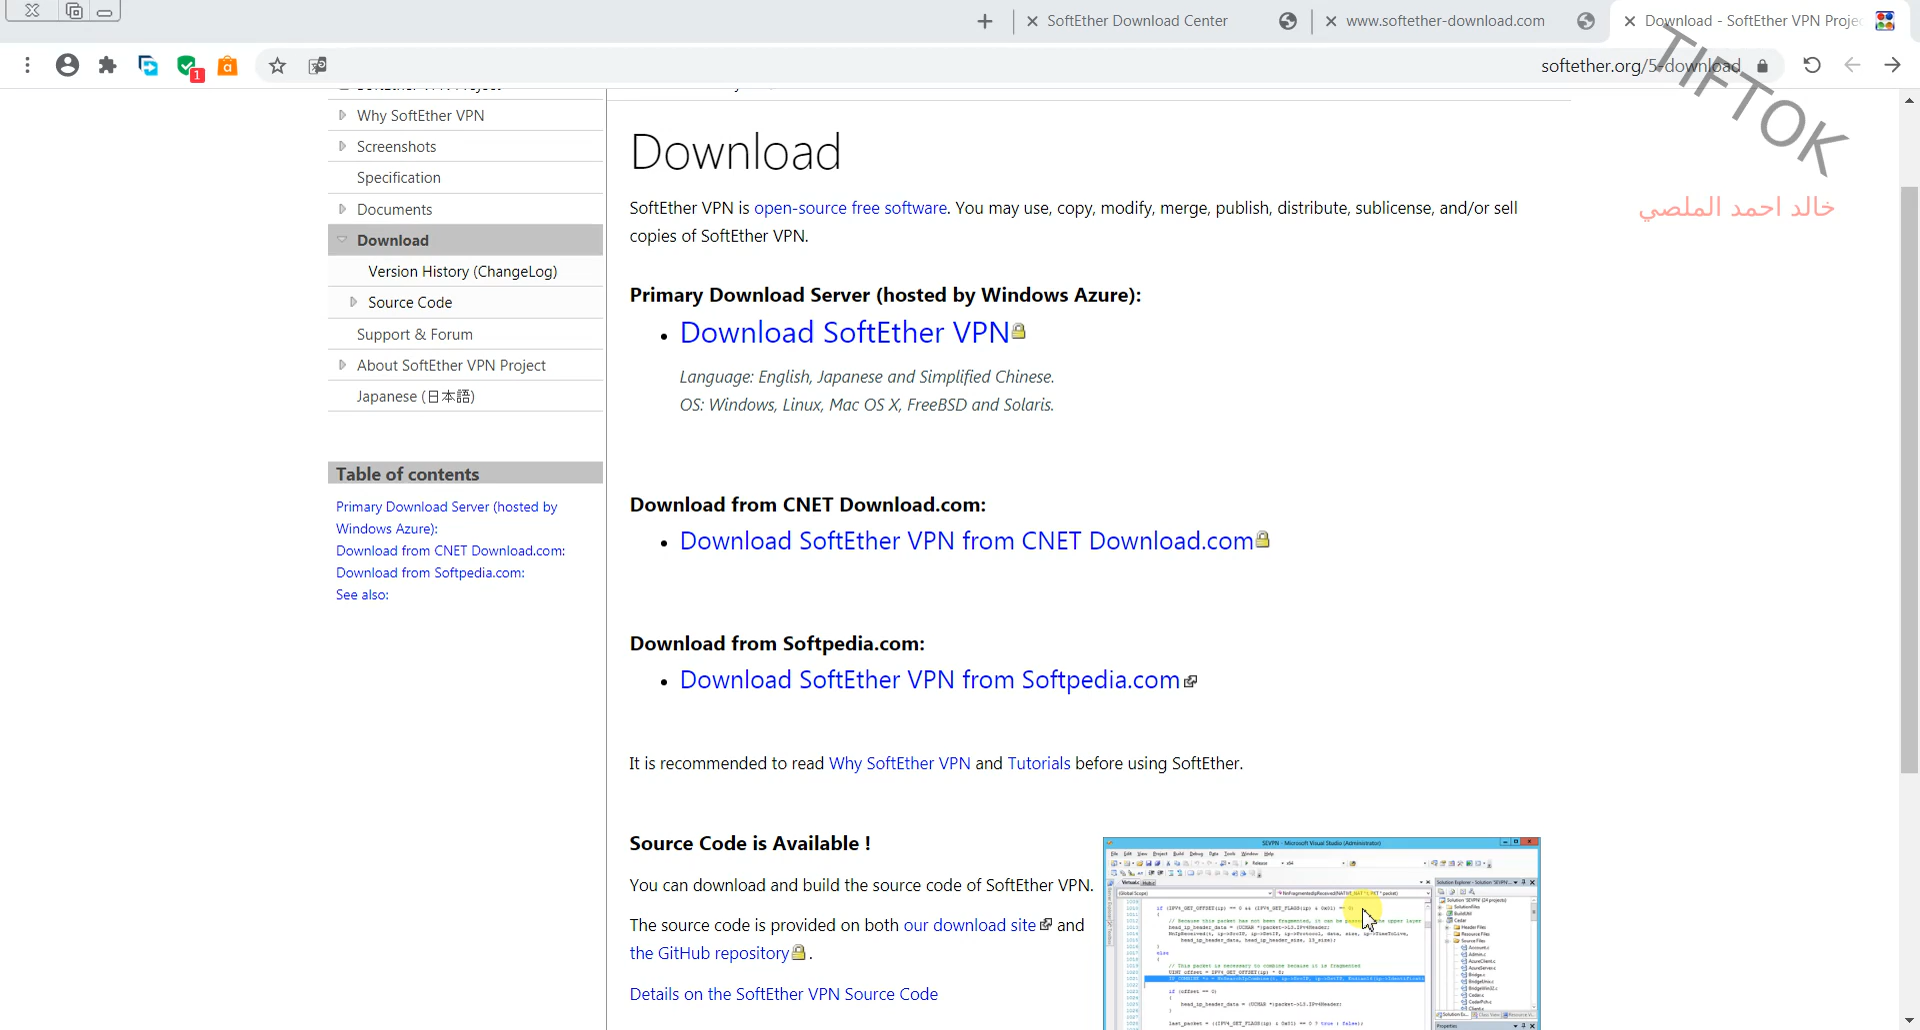 SoftEther Download Center
www.softether-download.com
Download - SoftEther VPN Proje
softether.org/5-download
1
TIFTOK
خالد احمد الملصي
Why SoftEther VPN
Screenshots
Specification
Documents
Download
Version History (ChangeLog)
Source Code
Support & Forum
About SoftEther VPN Project
Japanese (日本語)
Table of contents
Primary Download Server (hosted by
Windows Azure):
Download from CNET Download.com:
Download from Softpedia.com:
See also:
Download
SoftEther VPN is open-source free software. You may use, copy, modify, merge, publish, distribute, sublicense, and/or sell
copies of SoftEther VPN.
Primary Download Server (hosted by Windows Azure):
• Download SoftEther VPN
Language: English, Japanese and Simplified Chinese.
OS: Windows, Linux, Mac OS X, FreeBSD and Solaris.
Download from CNET Download.com:
• Download SoftEther VPN from CNET Download.com
Download from Softpedia.com:
• Download SoftEther VPN from Softpedia.com
It is recommended to read Why SoftEther VPN and Tutorials before using SoftEther.
Source Code is Available !
You can download and build the source code of SoftEther VPN.
The source code is provided on both our download site and
the GitHub repository.
Details on the SoftEther VPN Source Code
SEVPN - Microsoft Visual Studio (Administrator)